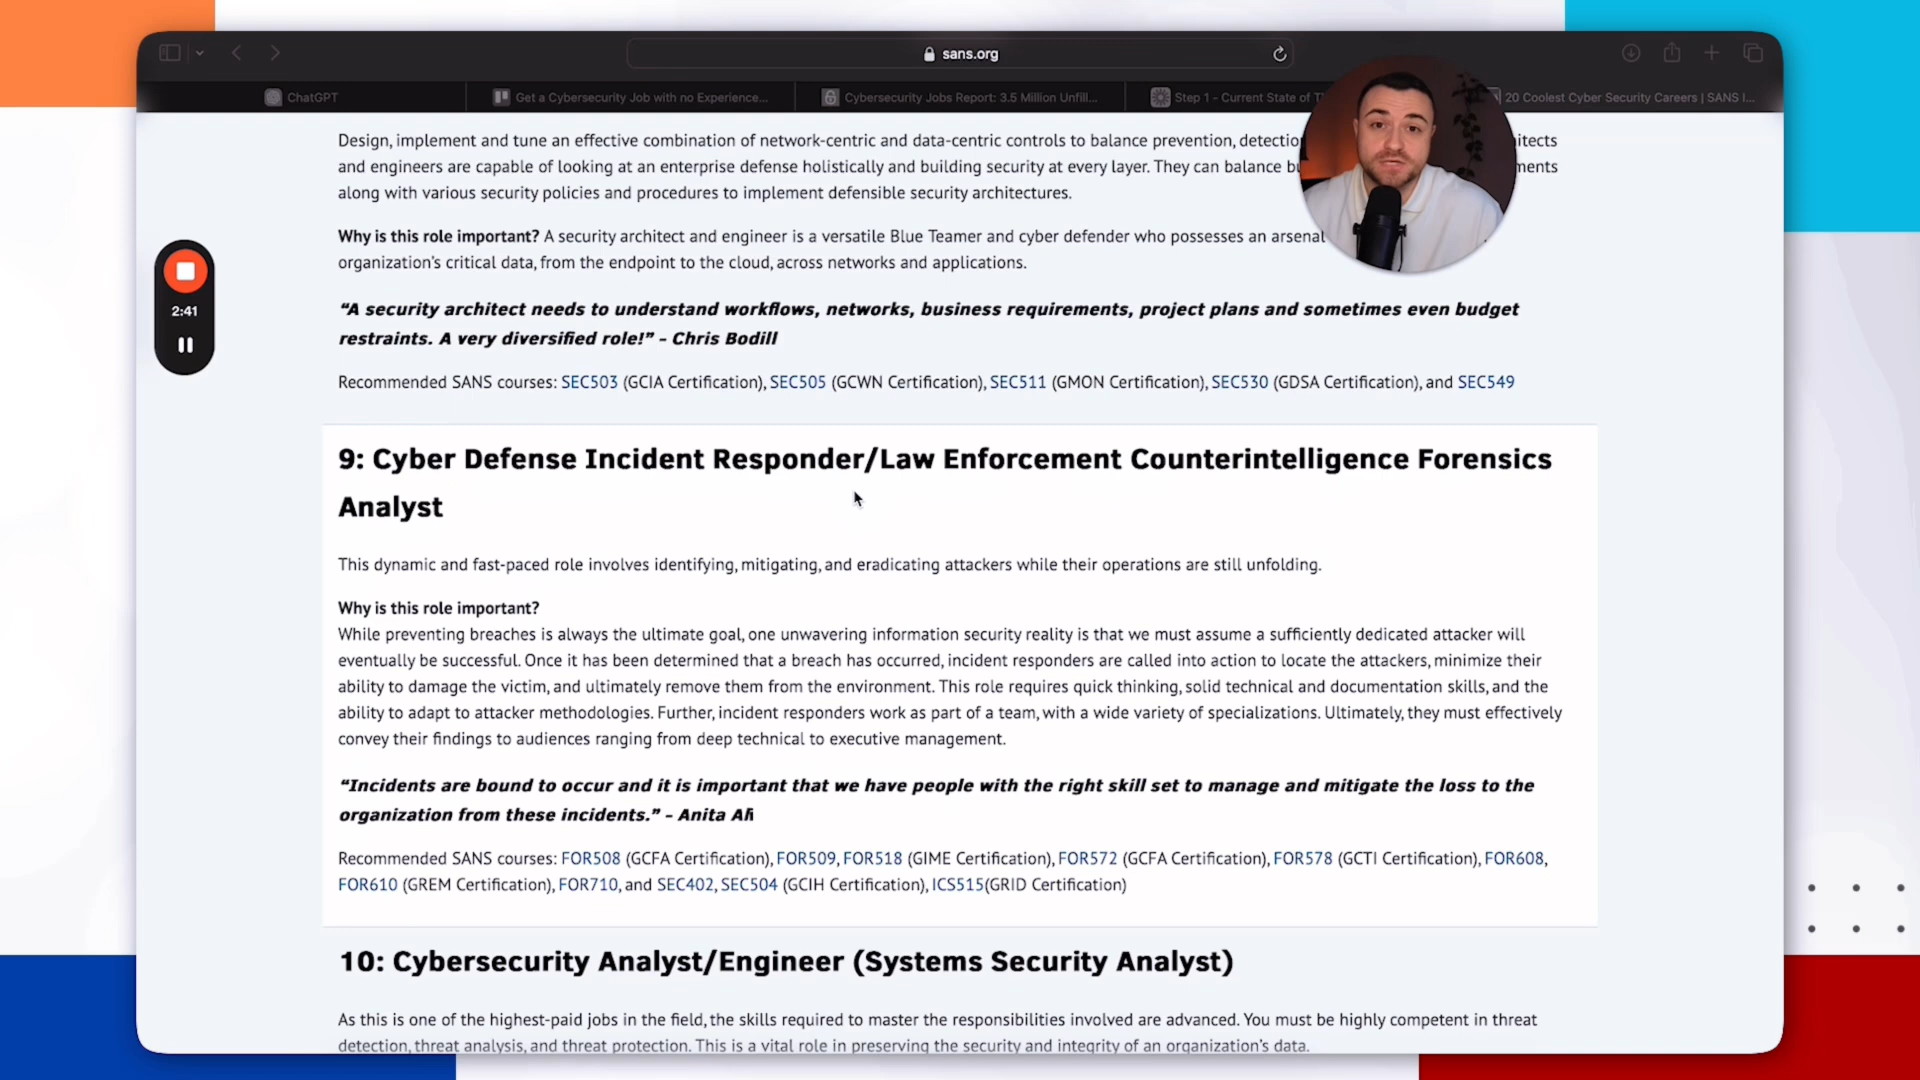 sans.org
ChatGPT
Get a Cybersecurity Job with no Experience...
Cybersecurity Jobs Report: 3.5 Million Unfill...
Step 1 - Current State of T
20 Coolest Cyber Security Careers | SANS I...
Design, implement and tune an effective combination of network-centric and data-centric controls to balance prevention, detectio itects
and engineers are capable of looking at an enterprise defense holistically and building security at every layer. They can balance bu ments
along with various security policies and procedures to implement defensible security architectures.
Why is this role important? A security architect and engineer is a versatile Blue Teamer and cyber defender who possesses an arsenal
organization's critical data, from the endpoint to the cloud, across networks and applications.
2:41
“A security architect needs to understand workflows, networks, business requirements, project plans and sometimes even budget
restraints. A very diversified role!” – Chris Bodill
Recommended SANS courses: SEC503 (GCIA Certification), SEC505 (GCWN Certification), SEC511 (GMON Certification), SEC530 (GDSA Certification), and SEC549
9: Cyber Defense Incident Responder/Law Enforcement Counterintelligence Forensics
Analyst
This dynamic and fast-paced role involves identifying, mitigating, and eradicating attackers while their operations are still unfolding.
Why is this role important?
While preventing breaches is always the ultimate goal, one unwavering information security reality is that we must assume a sufficiently dedicated attacker will
eventually be successful. Once it has been determined that a breach has occurred, incident responders are called into action to locate the attackers, minimize their
ability to damage the victim, and ultimately remove them from the environment. This role requires quick thinking, solid technical and documentation skills, and the
ability to adapt to attacker methodologies. Further, incident responders work as part of a team, with a wide variety of specializations. Ultimately, they must effectively
convey their findings to audiences ranging from deep technical to executive management.
“Incidents are bound to occur and it is important that we have people with the right skill set to manage and mitigate the loss to the
organization from these incidents.” – Anita
Recommended SANS courses: FOR508 (GCFA Certification), FOR509, FOR518 (GIME Certification), FOR572 (GCFA Certification), FOR578 (GCTI Certification), FOR608,
FOR610 (GREM Certification), FOR710, and SEC402, SEC504 (GCIH Certification), ICS515(GRID Certification)
10: Cybersecurity Analyst/Engineer (Systems Security Analyst)
As this is one of the highest-paid jobs in the field, the skills required to master the responsibilities involved are advanced. You must be highly competent in threat
detection, threat analysis, and threat protection. This is a vital role in preserving the security and integrity of an organization's data.